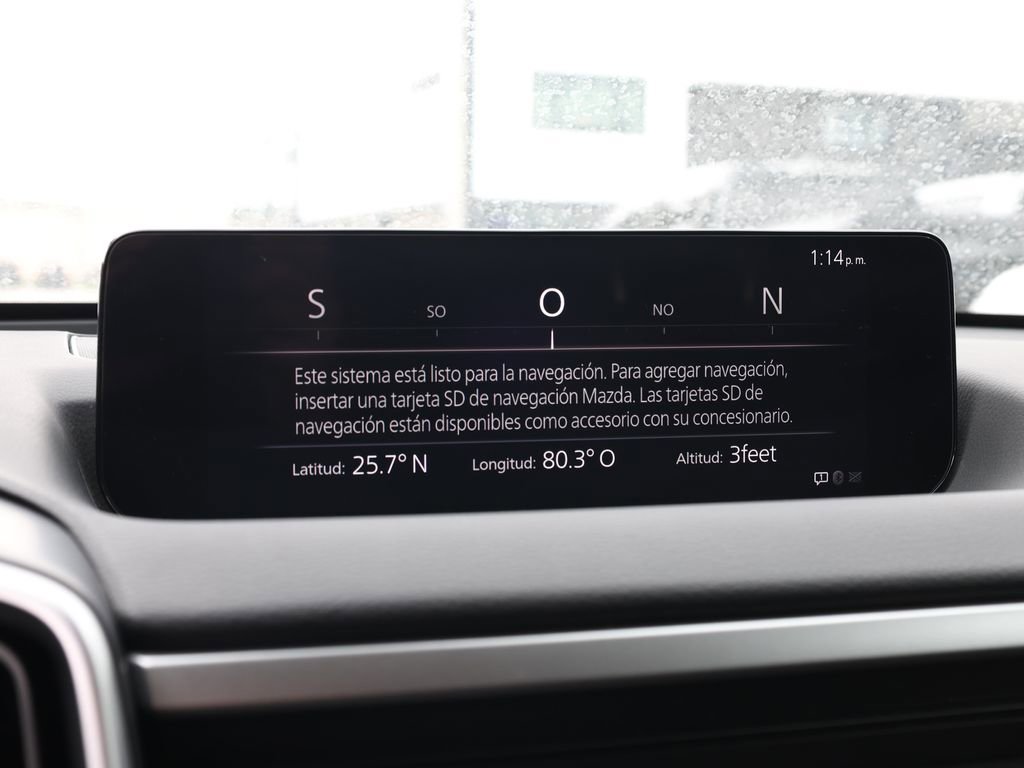 1:14 p.m.
S SO O NO N
Este sistema está listo para la navegación. Para agregar navegación,
insertar una tarjeta SD de navegación Mazda. Las tarjetas SD de
navegación están disponibles como accesorio con su concesionario.
Latitud: 25.7° N Longitud: 80.3° O Altitud: 3feet